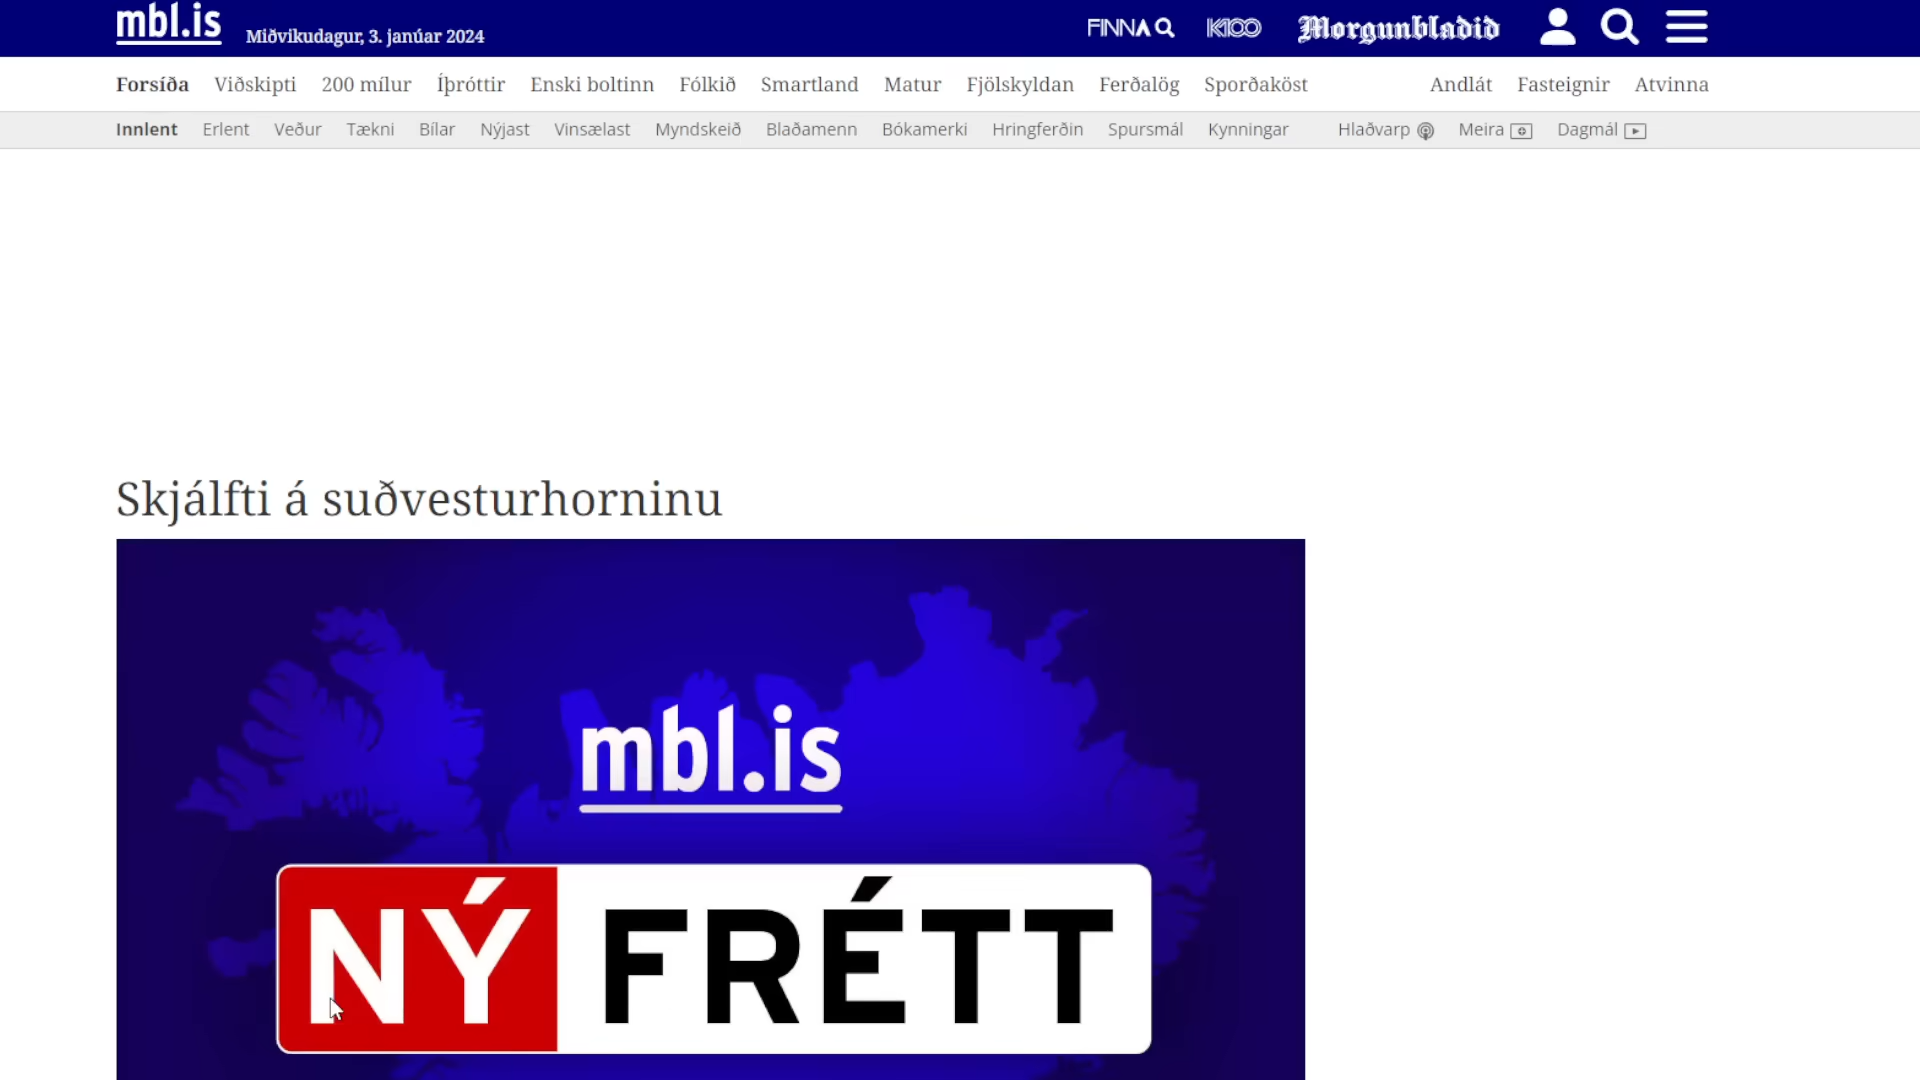 mbl.is Miðvikudagur, 3. janúar 2024 FINNA K100 Morgunblaðið
Forsíða Viðskipti 200 mílur Íþróttir Enski boltinn Fólkið Smartland Matur Fjölskyldan Ferðalög Sporðaköst Andlát Fasteignir Atvinna
Innlent Erlent Veður Tækni Bílar Nýjast Vinsælast Myndskeið Blaðamenn Bókamerki Hringferðin Spursmál Kynningar Hlaðvarp Meira Dagmál
Skjálfti á suðvesturhorninu
mbl.is
NÝ FRÉTT